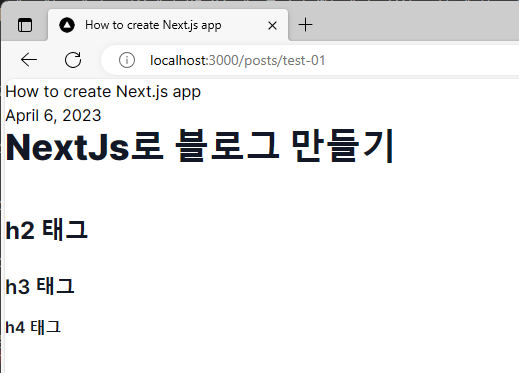 How to create Next.js app
localhost:3000/posts/test-01
How to create Next.js app
April 6, 2023
NextJs로 블로그 만들기
h2 태그
h3 태그
h4 태그